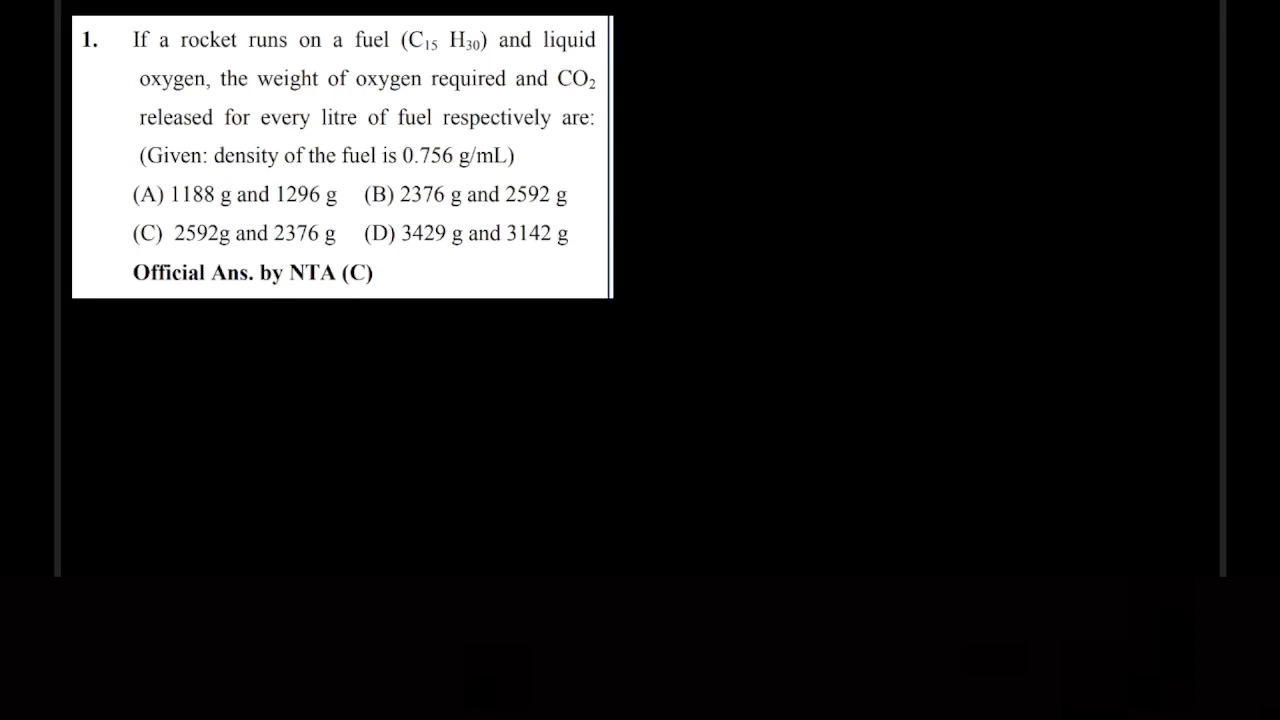 1. If a rocket runs on a fuel (C₁₅ H₃₀) and liquid
oxygen, the weight of oxygen required and CO₂
released for every litre of fuel respectively are:
(Given: density of the fuel is 0.756 g/mL)
(A) 1188 g and 1296 g (B) 2376 g and 2592 g
(C) 2592g and 2376 g (D) 3429 g and 3142 g
Official Ans. by NTA (C)